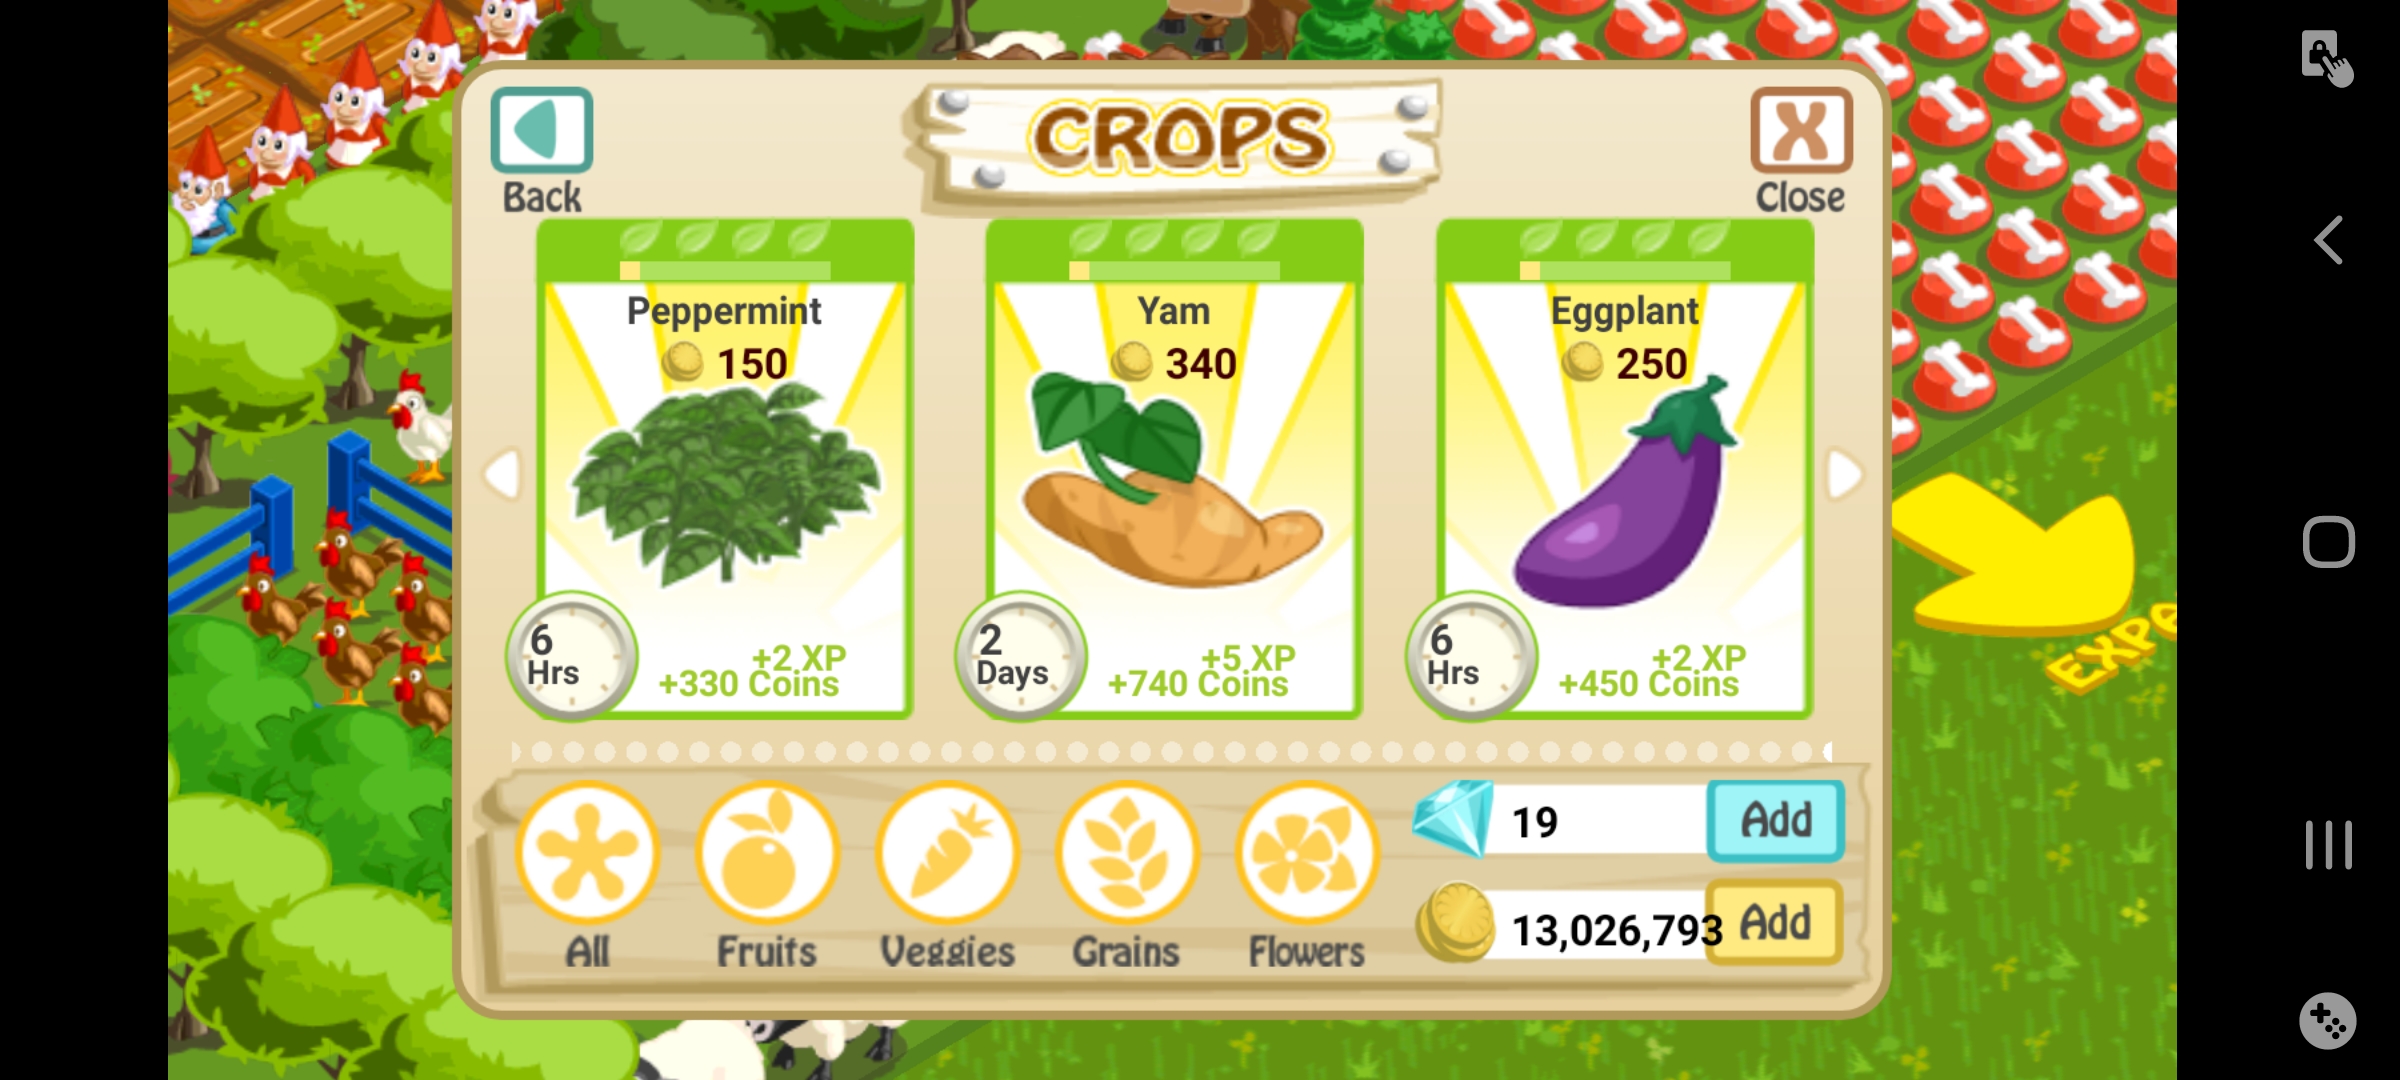 CROPS
Back
Close
Peppermint
150
6
Hrs
+2 XP
+330 Coins
Yam
340
2
Days
+5 XP
+740 Coins
Eggplant
250
6
Hrs
+2 XP
+450 Coins
EXPA
All
Fruits
Veggies
Grains
Flowers
19
Add
13,026,793
Add